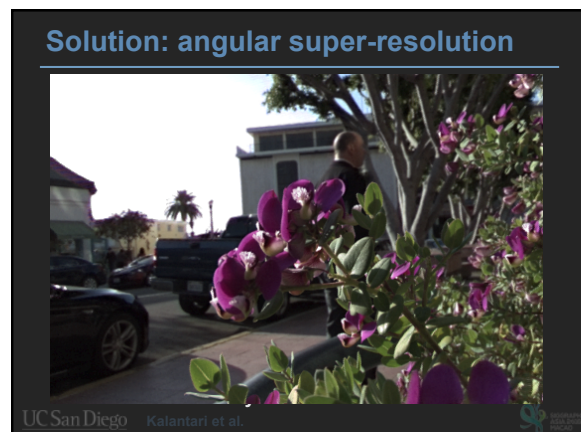 Solution: angular super-resolution
UC San Diego Kalantari et al.